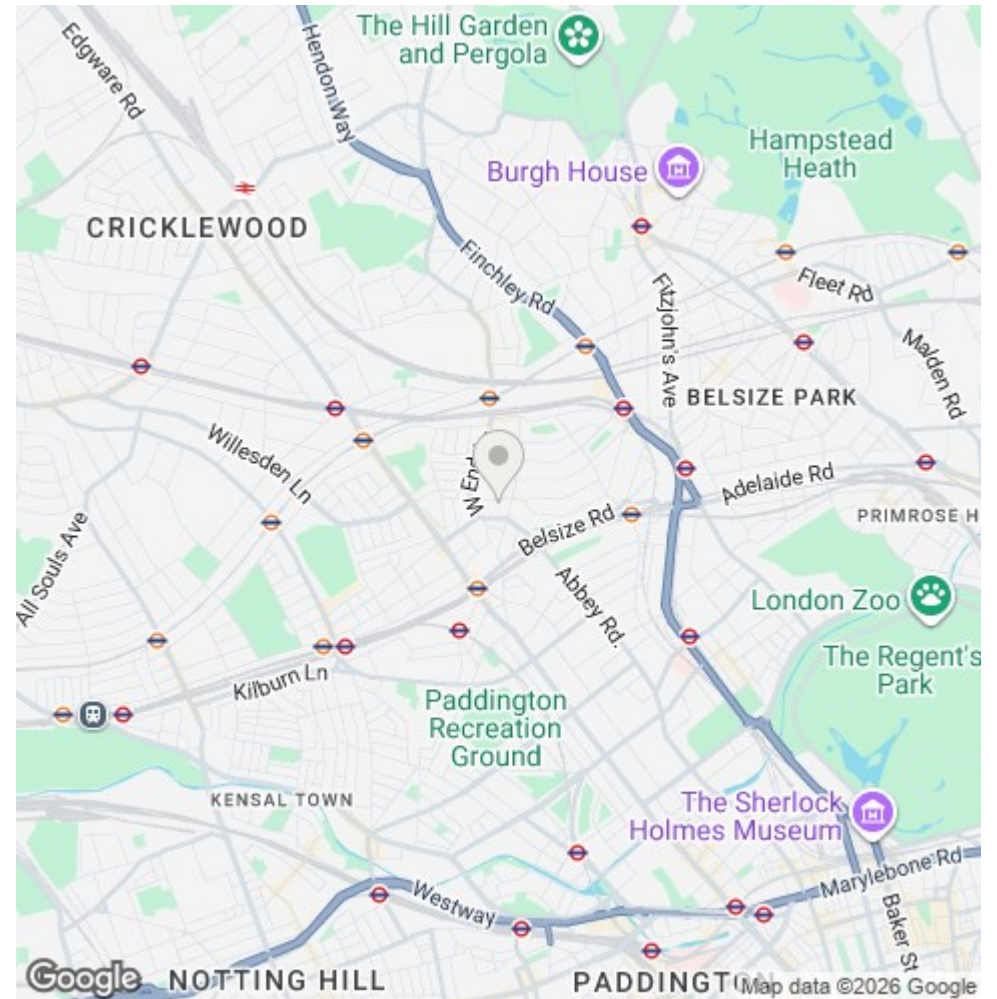 The Hill Garden
and Pergola
Edgware Rd
Hendon Way
Hampstead
Heath
Burgh House
CRICKLEWOOD
Finchley Rd
Fitzjohn's Ave
Fleet Rd
Malden Rd
BELSIZE PARK
Willesden Ln
W End
Adelaide Rd
Belsize Rd
PRIMROSE H
All Souls Ave
Abbey Rd.
London Zoo
The Regent's
Park
Kilburn Ln
Paddington
Recreation
Ground
KENSAL TOWN
The Sherlock
Holmes Museum
Marylebone Rd
Westway
Baker St
Google
NOTTING HILL
PADDINGTON
Map data ©2026 Google